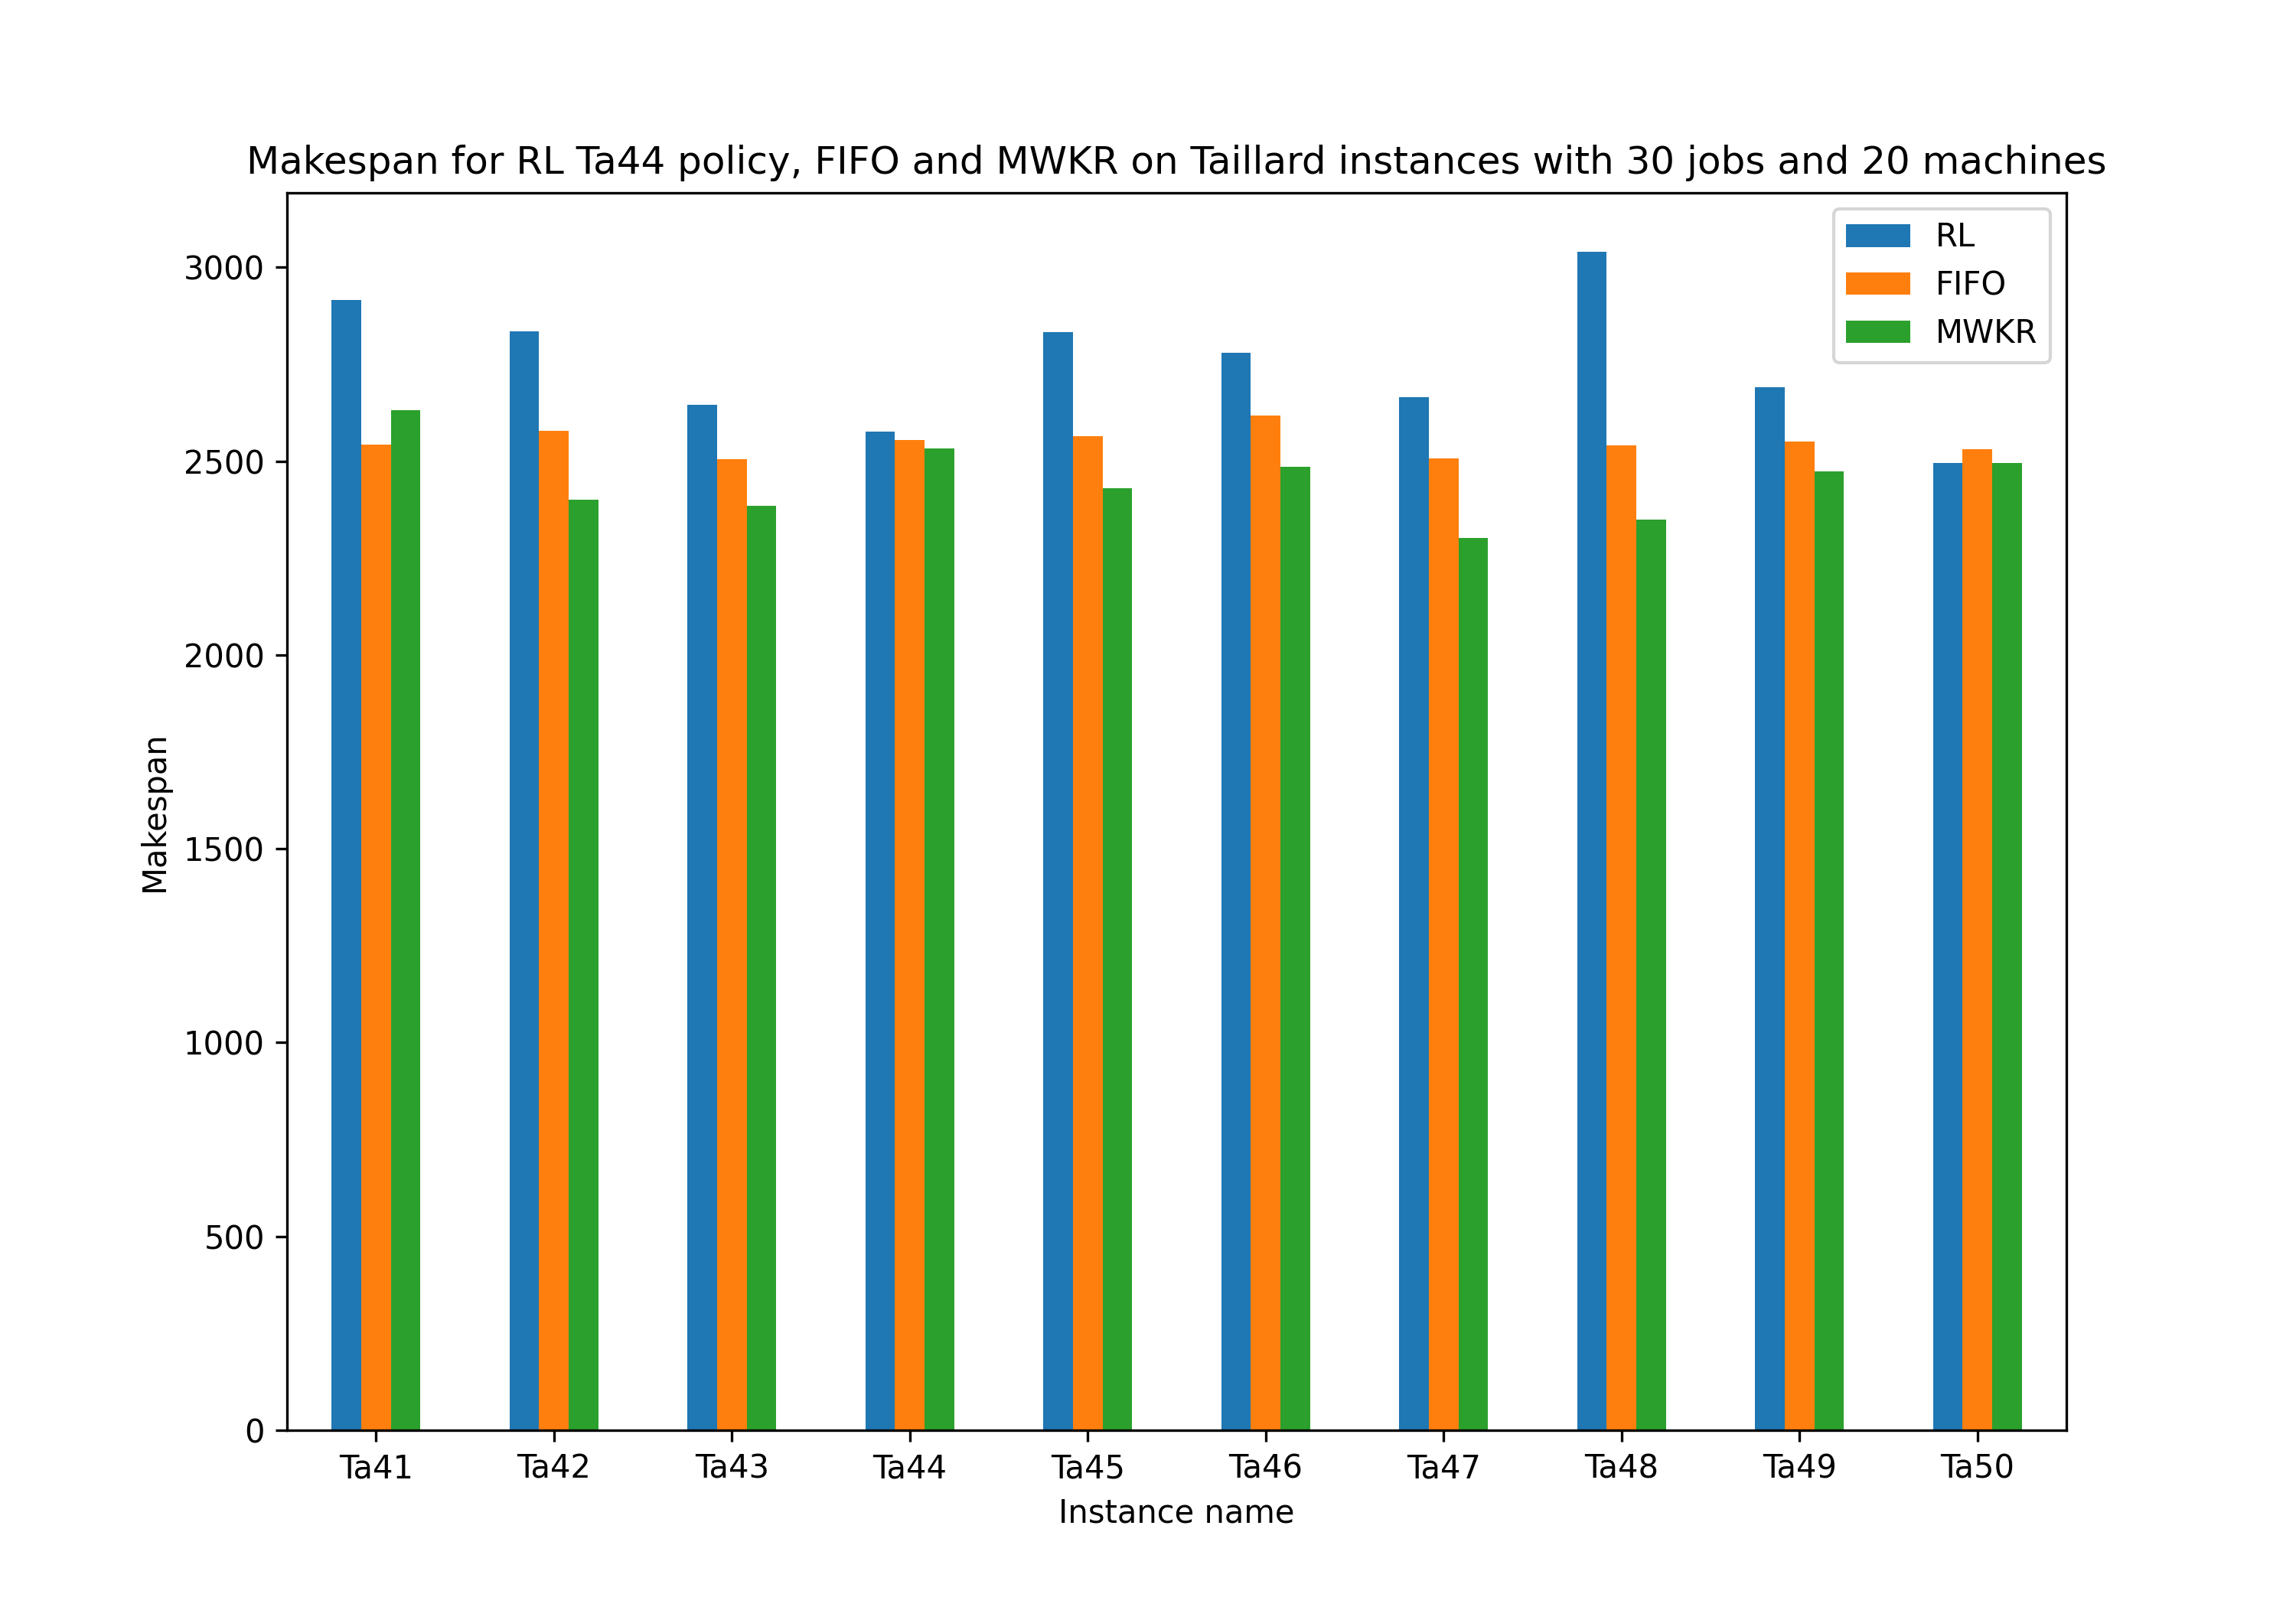 Makespan for RL Ta44 policy, FIFO and MWKR on Taillard instances with 30 jobs and 20 machines
RL
FIFO
MWKR
3000
2500
2000
1500
1000
500
0
Makespan
Ta41 Ta42 Ta43 Ta44 Ta45 Ta46 Ta47 Ta48 Ta49 Ta50
Instance name